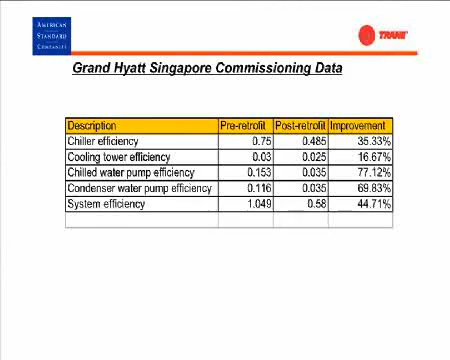 AMERICAN
STANDARD
COMPANIES
TRANE
Grand Hyatt Singapore Commissioning Data
Description Pre-retrofit Post-retrofit Improvement
Chiller efficiency 0.75 0.485 35.33%
Cooling tower efficiency 0.03 0.025 16.67%
Chilled water pump efficiency 0.153 0.035 77.12%
Condenser water pump efficiency 0.116 0.035 69.83%
System efficiency 1.049 0.58 44.71%